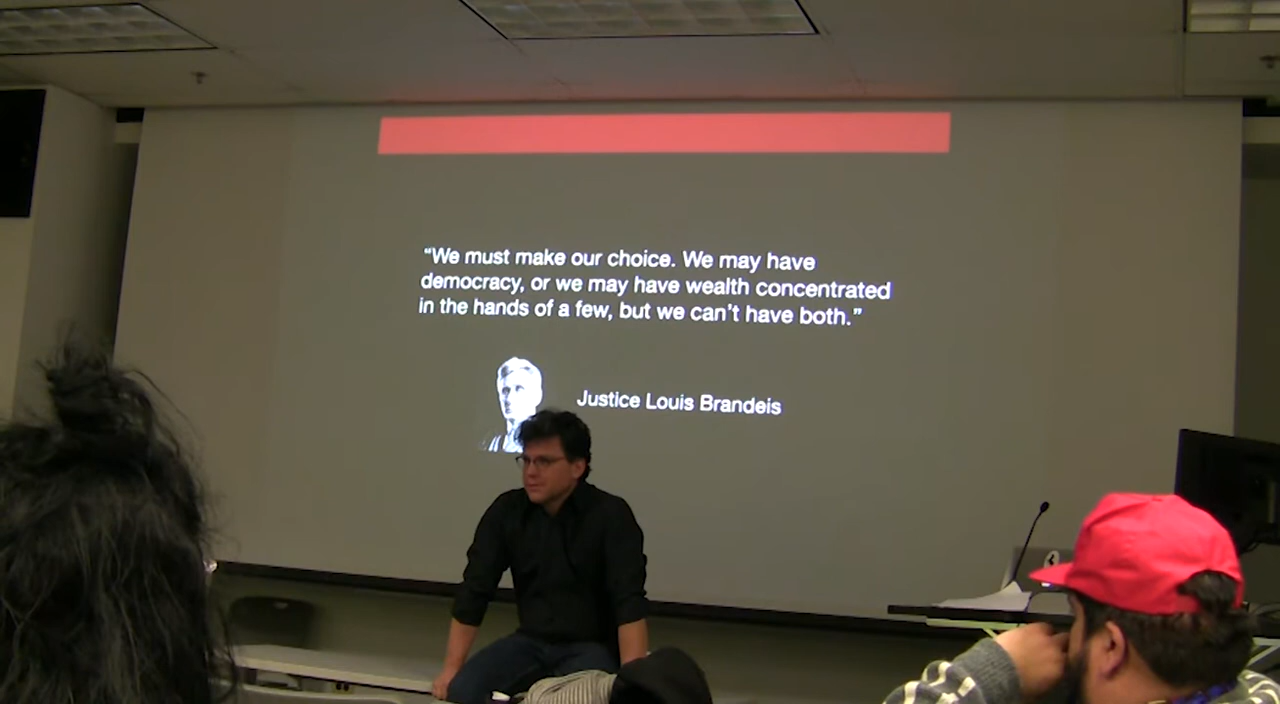 “We must make our choice. We may have
democracy, or we may have wealth concentrated
in the hands of a few, but we can’t have both.”
Justice Louis Brandeis